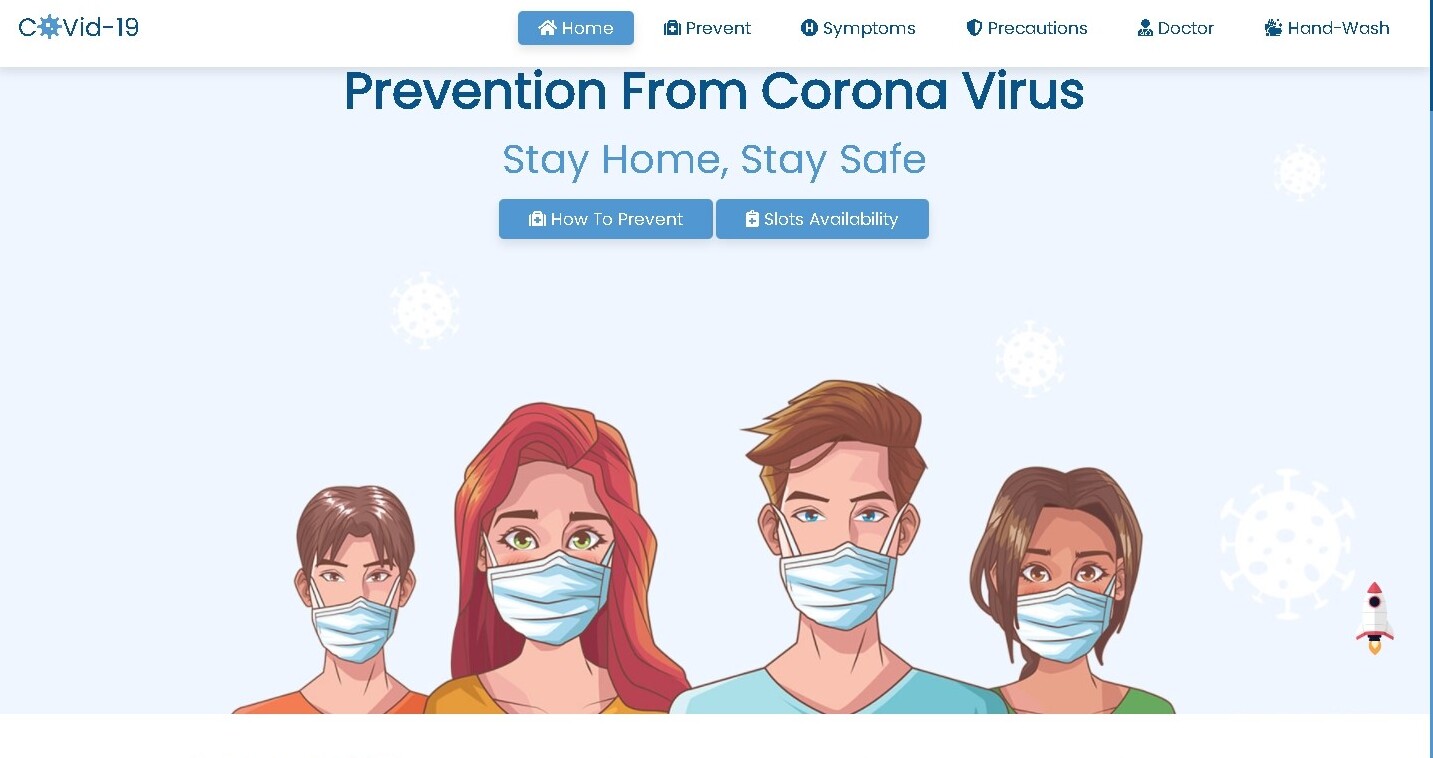 COVid-19 Home Prevent Symptoms Precautions Doctor Hand-Wash
Prevention From Corona Virus
Stay Home, Stay Safe
How To Prevent Slots Availability